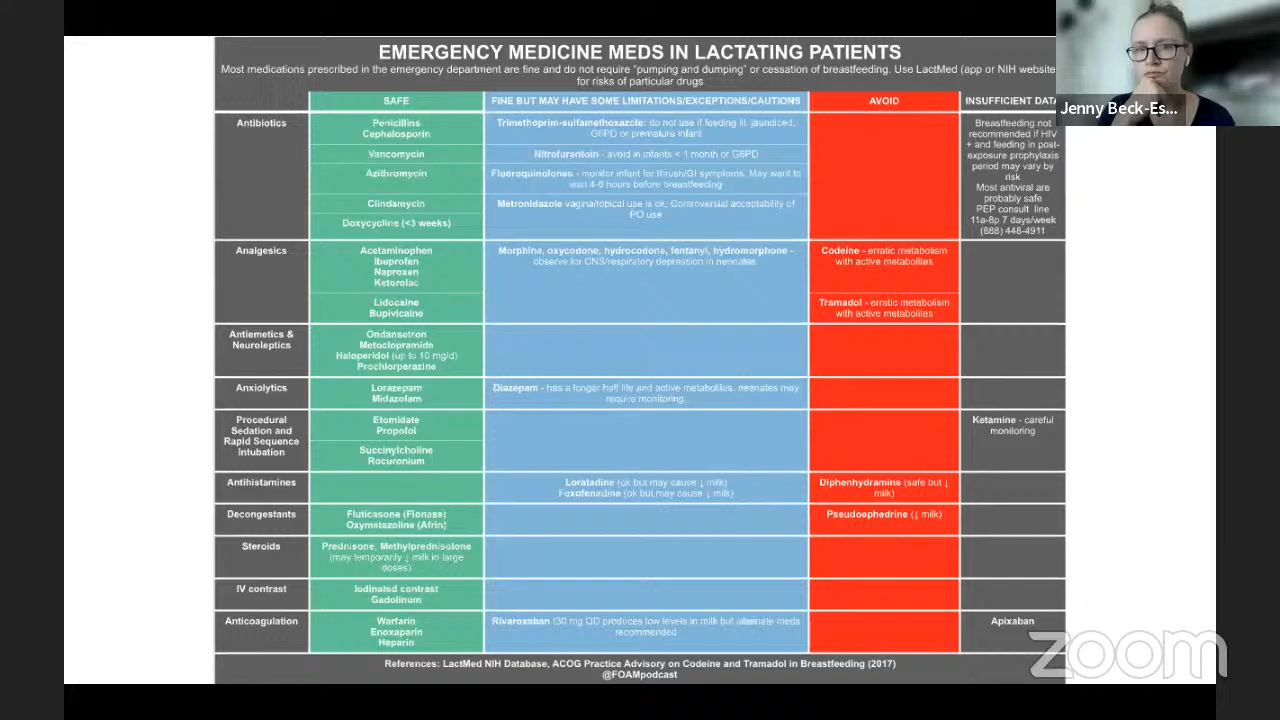 EMERGENCY MEDICINE MEDS IN LACTATING PATIENTS
Most medications prescribed in the emergency department are fine and do not require "pumping and dumping" or cessation of breastfeeding. Use LactMed (app or NIH website
for risks of particular drugs
Jenny Beck-Es...
SAFE
FINE BUT MAY HAVE SOME LIMITATIONS/EXCEPTIONS/CAUTIONS
AVOID
INSUFFICIENT DATA
Antibiotics
Penicillins
Cephalosporin
Vancomycin
Azithromycin
Clindamycin
Doxycycline (<3 weeks)
Trimethoprim-sulfamethoxazole: do not use if feeding ill, jaundiced,
G6PD or premature infant
Nitrofurantoin - avoid in infants < 1 month or G6PD
Fluoroquinolones - monitor infant for thrush/GI symptoms. May want to
wait 4-6 hours before breastfeeding
Metronidazole vagina/topical use is ok, Controversial acceptability of
PO use
Breastfeeding not
recommended if HIV
+ and feeding in post-
exposure prophylaxis
period may vary by
risk
Most antiviral are
probably safe
PEP consult line
11a-8p 7 days/week
(888) 448-4911
Analgesics
Acetaminophen
Ibuprofen
Naproxen
Ketorolac
Lidocaine
Bupivicaine
Morphine, oxycodone, hydrocodone, fentanyl, hydromorphone -
observe for CNS/respiratory depression in neonates.
Codeine - erratic metabolism
with active metabolites
Tramadol - erratic metabolism
with active metabolites
Antiemetics &
Neuroleptics
Ondansetron
Metoclopramide
Haloperidol (up to 10 mg/d)
Prochlorperazine
Anxiolytics
Lorazepam
Midazolam
Diazepam - has a longer half life and active metabolites. neonates may
require monitoring.
Procedural
Sedation and
Rapid Sequence
Intubation
Etomidate
Propofol
Succinylcholine
Rocuronium
Ketamine - careful
monitoring
Antihistamines
Loratadine (ok but may cause ↓ milk)
Fexofenadine (ok but may cause ↓ milk)
Diphenhydramine (safe but ↓
milk)
Decongestants
Fluticasone (Flonase)
Oxymetazoline (Afrin)
Pseudoephedrine (↓ milk)
Steroids
Prednisone, Methylprednisolone
(may temporarily ↓ milk in large
doses)
IV contrast
Iodinated contrast
Gadolinum
Anticoagulation
Warfarin
Enoxaparin
Heparin
Rivaroxaban (30 mg QD produces low levels in milk but alternate meds
recommended
Apixaban
References: LactMed NIH Database, ACOG Practice Advisory on Codeine and Tramadol in Breastfeeding (2017)
@FOAMpodcast
zoom